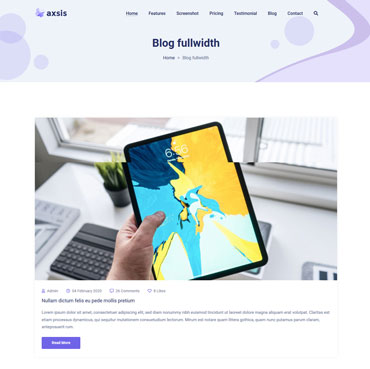 axsis
Home Features Screenshot Pricing Testimonial Blog Contact
Blog fullwidth
Home Blog fullwidth
Admin 04 February 2020 26 Comments 5 Likes
Nullam dictum felis eu pede mollis pretium
Lorem ipsum dolor sit amet, consectetuer adipiscing elit, sed diam nonummy nibh euismod tincidunt ut laoreet dolore magna aliquam erat volutpat. Claritas est
etiam processus dynamicus, qui sequitur mutationem consuetudium lectorum. Mirum est notare quam littera gothica, quam nunc putamus parum claram,
anteposuerit com.
Read More